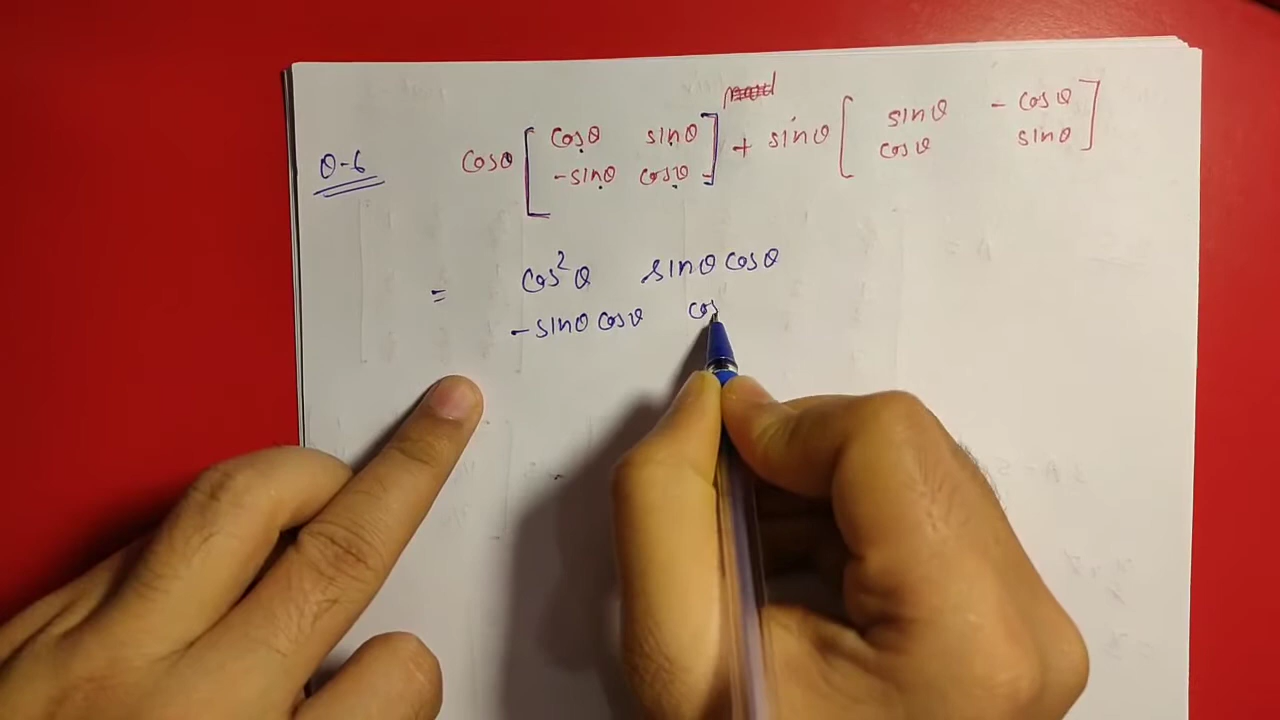 Q-6 cosθ [ cosθ sinθ ] + sinθ [ sinθ - cosθ ]
-sinθ cosθ cosθ sinθ
= cos²θ sinθ cosθ
-sinθ cosθ cos